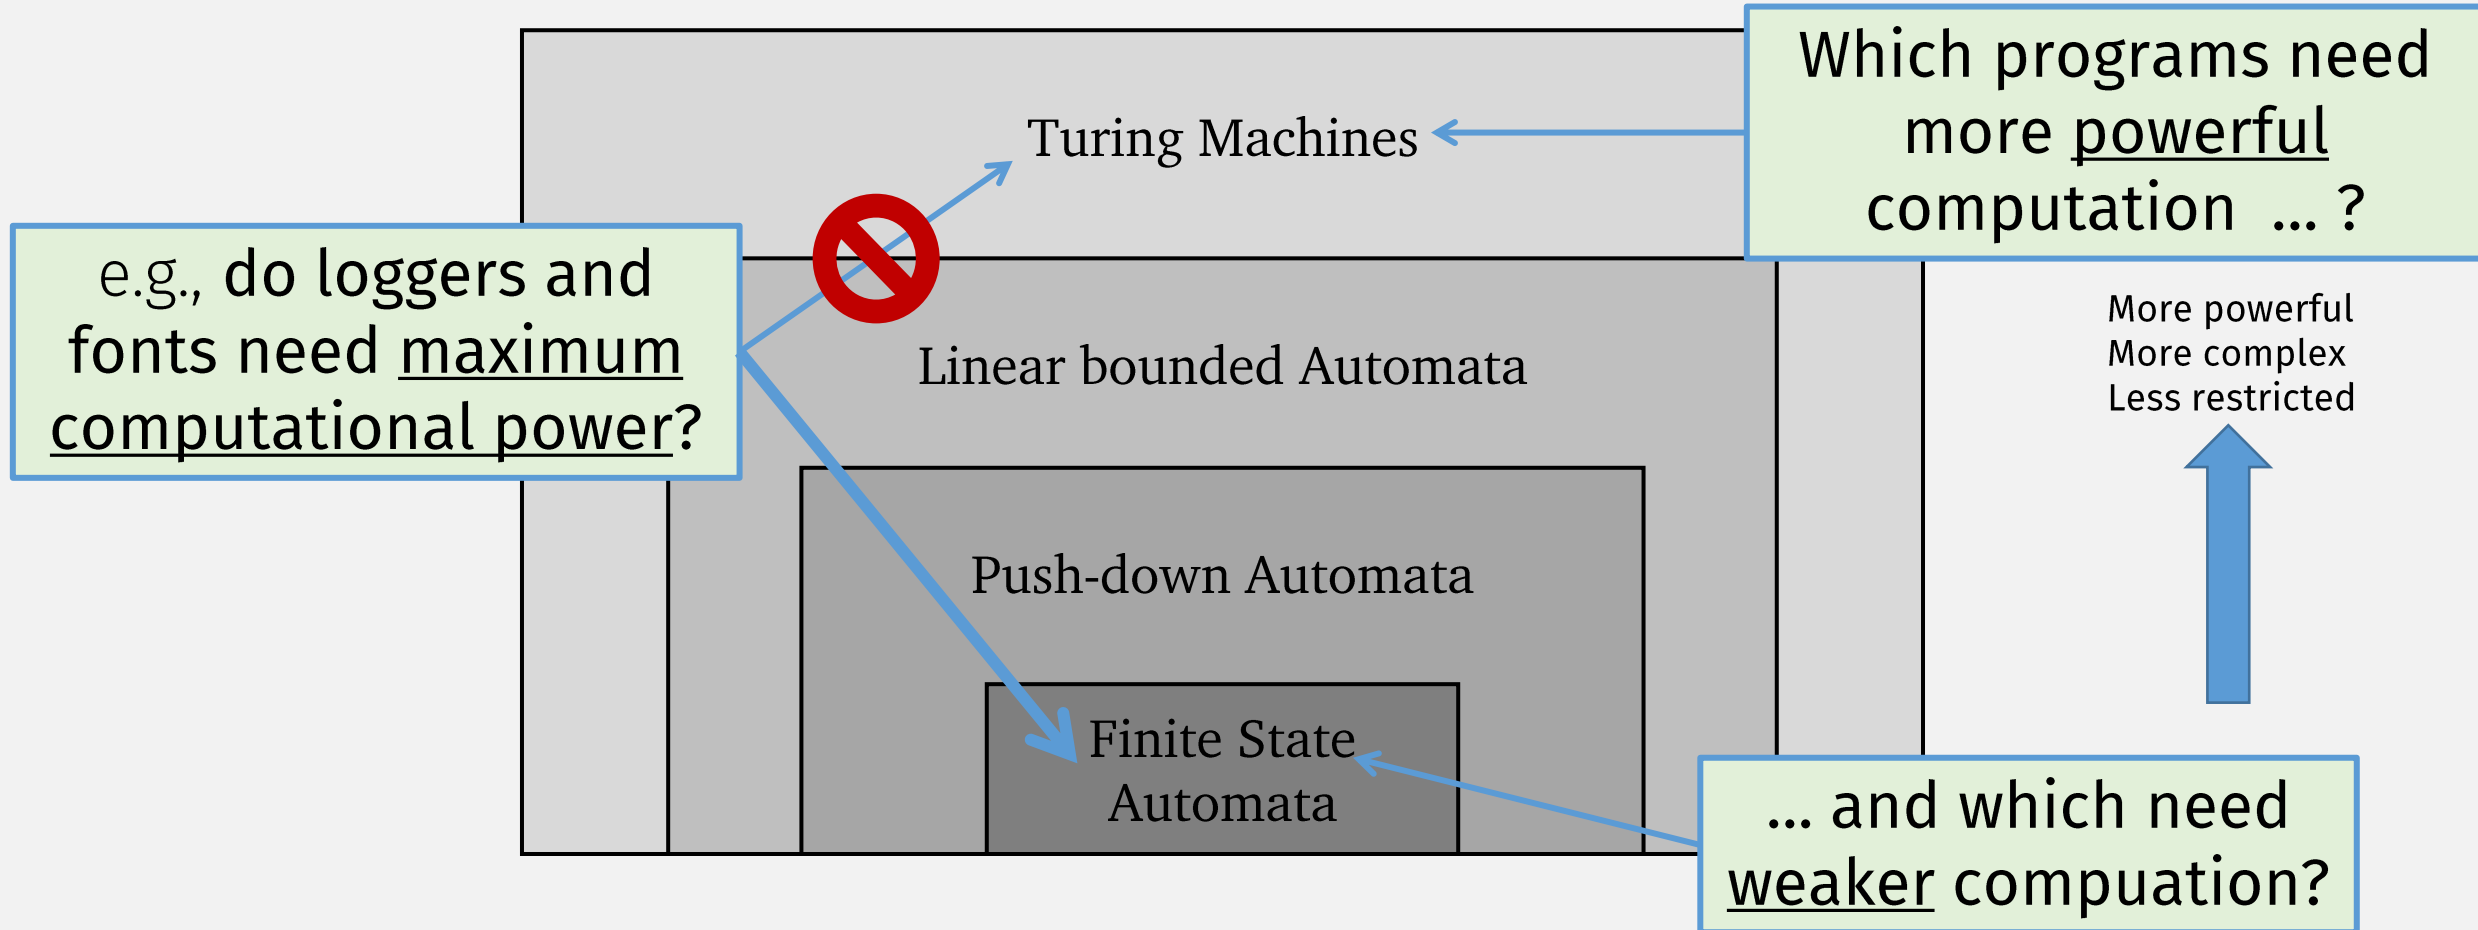 Which programs need
more powerful
computation ... ?
Turing Machines
e.g., do loggers and
fonts need maximum
computational power?
More powerful
More complex
Less restricted
Linear bounded Automata
Push-down Automata
Finite State
Automata
... and which need
weaker compuation?